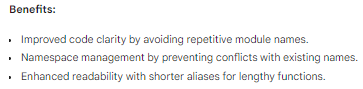 Benefits:
• Improved code clarity by avoiding repetitive module names.
• Namespace management by preventing conflicts with existing names.
• Enhanced readability with shorter aliases for lengthy functions.